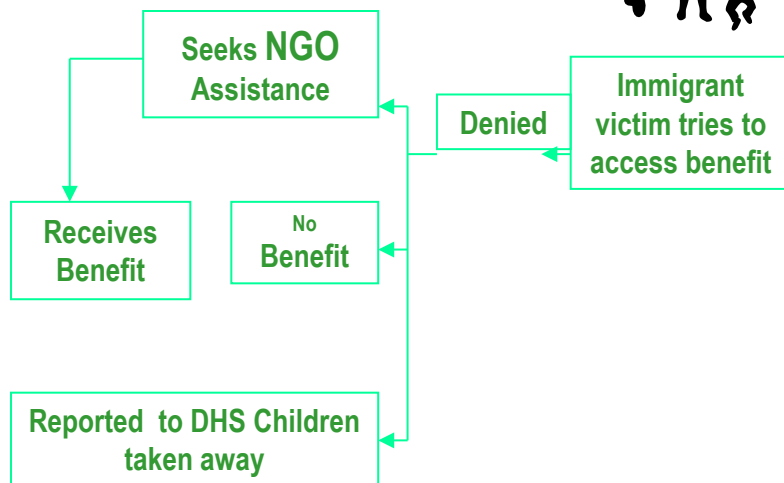 Seeks NGO
Assistance
Denied
Immigrant
victim tries to
access benefit
Receives
Benefit
No
Benefit
Reported to DHS Children
taken away